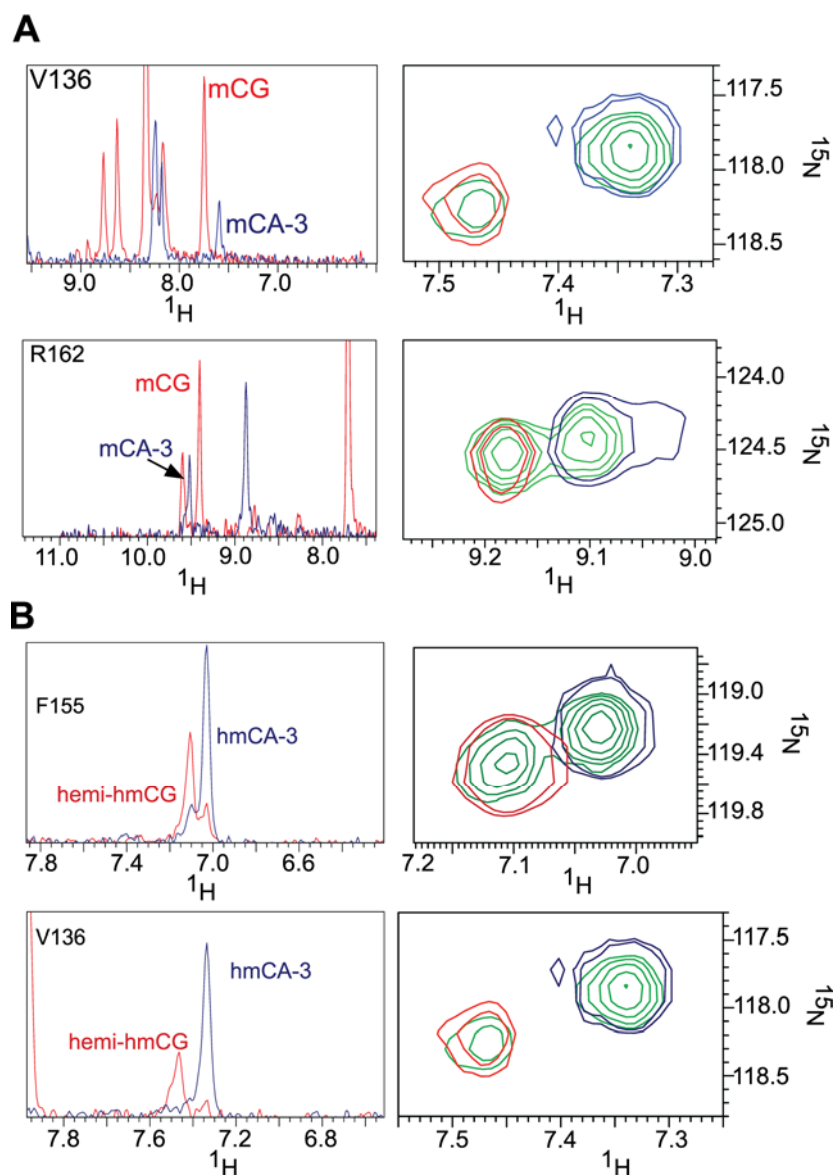 A
V136
mCG
mCA-3
9.0 8.0 7.0
1H
117.5
118.0
118.5
15N
7.5 7.4 7.3
1H
R162
mCG
mCA-3
11.0 10.0 9.0 8.0
1H
124.0
124.5
125.0
15N
9.2 9.1 9.0
1H
B
F155
hmCA-3
hemi-hmCG
7.8 7.4 7.0 6.6
1H
119.0
119.4
119.8
15N
7.2 7.1 7.0
1H
V136
hmCA-3
hemi-hmCG
7.8 7.6 7.2 6.8
1H
117.5
118.0
118.5
15N
7.5 7.4 7.3
1H